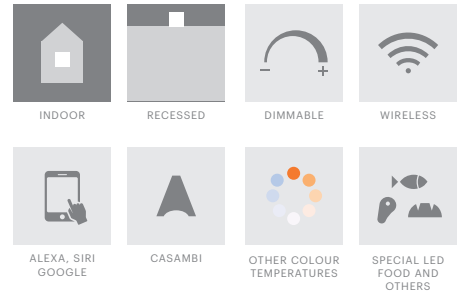 INDOOR
RECESSED
DIMMABLE
WIRELESS
ALEXA, SIRI
GOOGLE
CASAMBI
OTHER COLOUR
TEMPERATURES
SPECIAL LED
FOOD AND
OTHERS